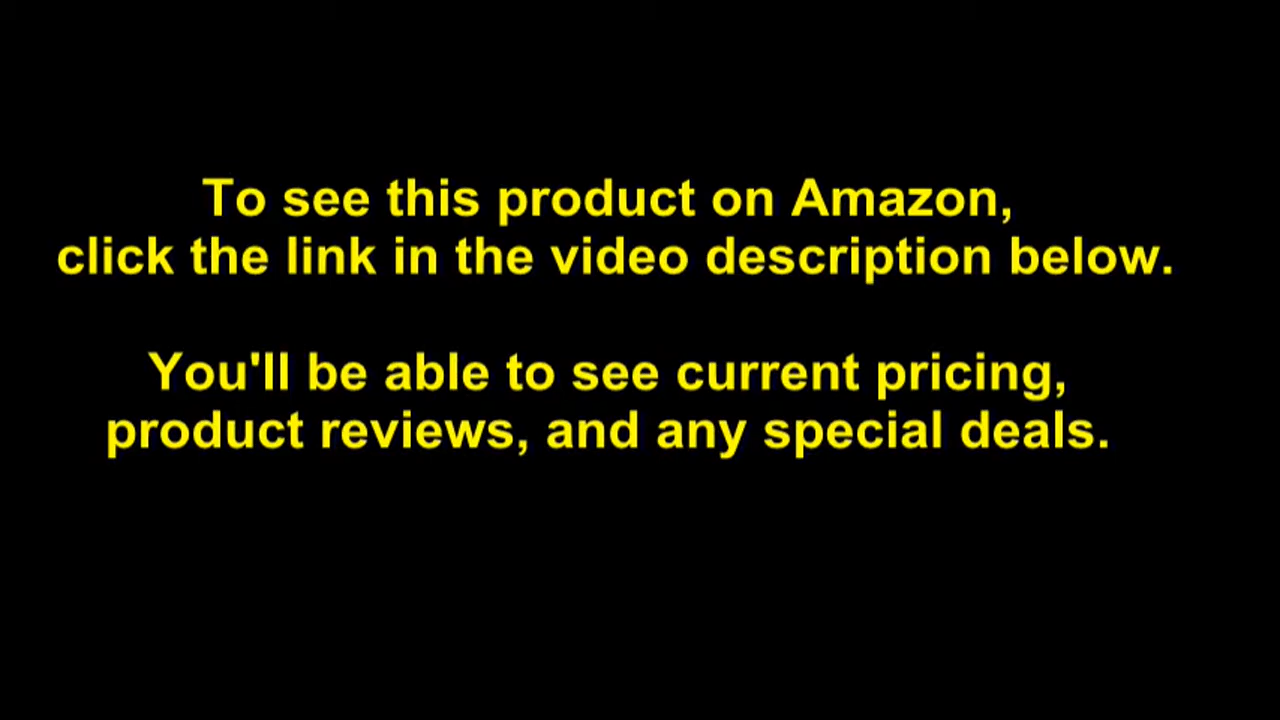 To see this product on Amazon,
click the link in the video description below.
You'll be able to see current pricing,
product reviews, and any special deals.